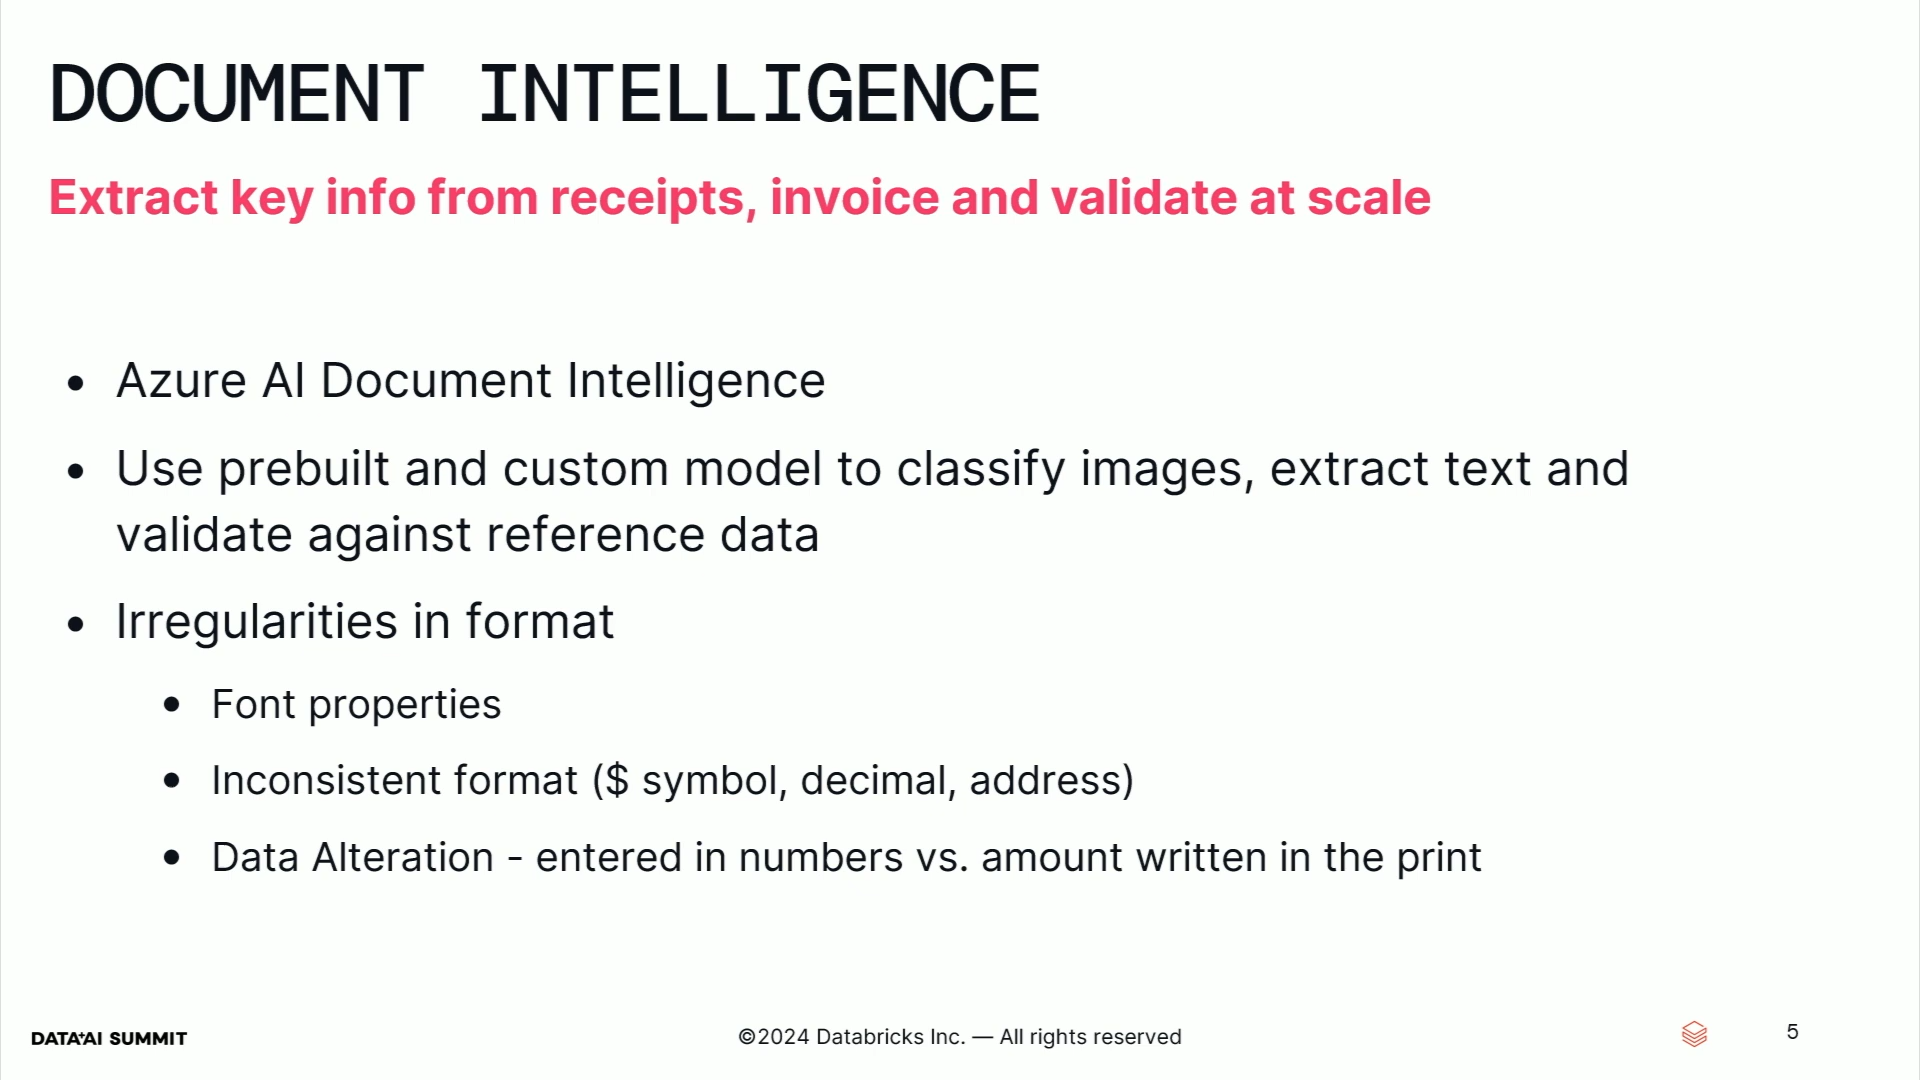 DOCUMENT INTELLIGENCE
Extract key info from receipts, invoice and validate at scale
• Azure AI Document Intelligence
• Use prebuilt and custom model to classify images, extract text and
validate against reference data
• Irregularities in format
• Font properties
• Inconsistent format ($ symbol, decimal, address)
• Data Alteration - entered in numbers vs. amount written in the print
DATA+AI SUMMIT
©2024 Databricks Inc. — All rights reserved
5